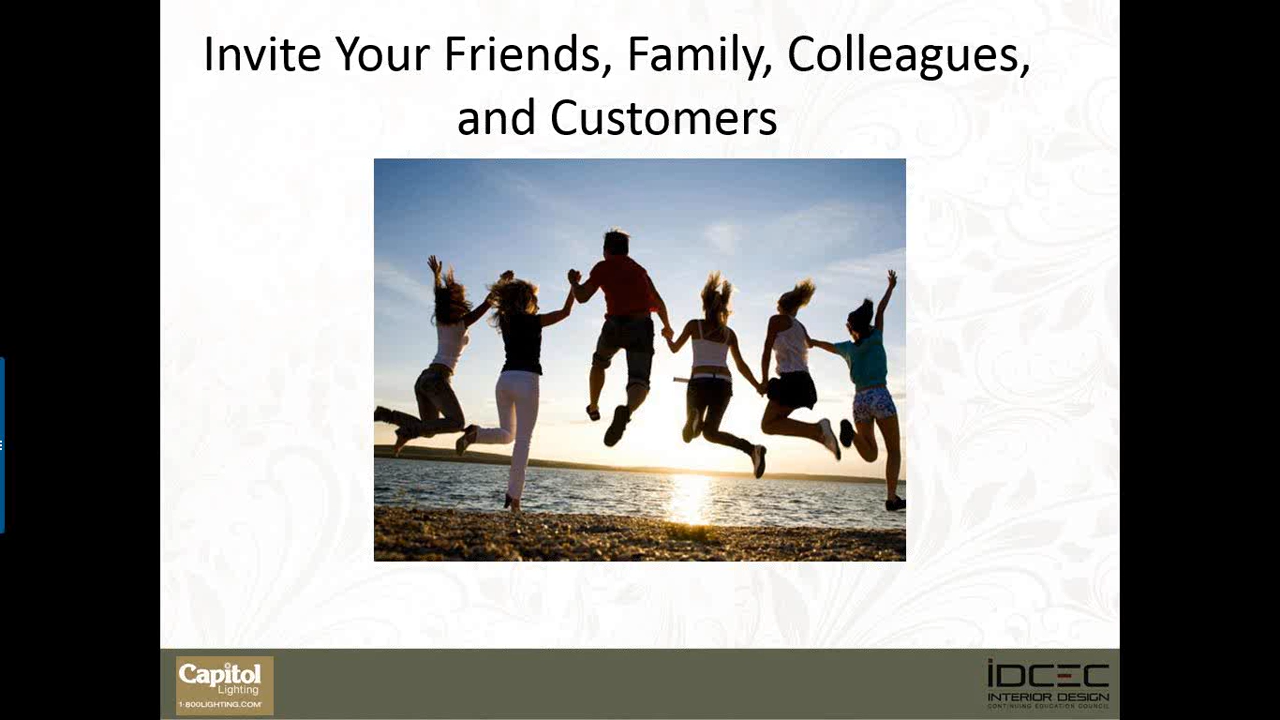 Invite Your Friends, Family, Colleagues,
and Customers
Capitol
Lighting
1·800LIGHTING.COM
IDCEC
INTERIOR DESIGN
CONTINUING EDUCATION COUNCIL